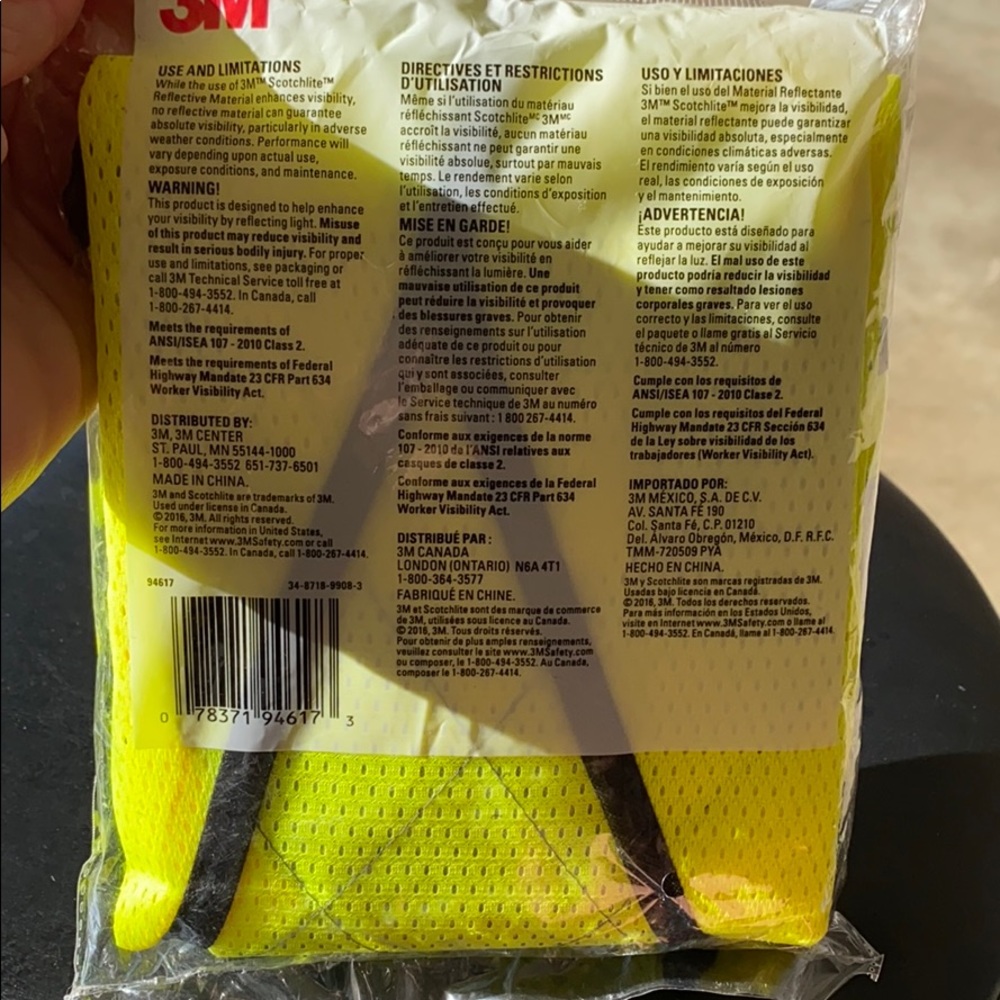 3M
USE AND LIMITATIONS
While the use of 3M™ Scotchlite™
Reflective Material enhances visibility,
no reflective material can guarantee
absolute visibility, particularly in adverse
weather conditions. Performance will
vary depending upon actual use,
exposure conditions, and maintenance.
WARNING!
This product is designed to help enhance
your visibility by reflecting light. Misuse
of this product may reduce visibility and
result in serious bodily injury. For proper
use and limitations, see packaging or
call 3M Technical Service toll free at
1-800-494-3552. In Canada, call
1-800-267-4414.
Meets the requirements of
ANSI/ISEA 107 - 2010 Class 2.
Meets the requirements of Federal
Highway Mandate 23 CFR Part 634
Worker Visibility Act.
DISTRIBUTED BY:
3M, 3M CENTER
ST. PAUL, MN 55144-1000
1-800-494-3552 651-737-6501
MADE IN CHINA.
3M and Scotchlite are trademarks of 3M.
Used under license in Canada.
©2016, 3M. All rights reserved.
For more information in United States,
see Internet www.3MSafety.com or call
1-800-494-3552. In Canada, call 1-800-267-4414.
94617 34-8718-9908-3
0 78371 94617 3
DIRECTIVES ET RESTRICTIONS
D'UTILISATION
Même si l'utilisation du matériau
réfléchissant Scotchlite MC 3M MC
accroît la visibilité, aucun matériau
réfléchissant ne peut garantir une
visibilité absolue, surtout par mauvais
temps. Le rendement varie selon
l'utilisation, les conditions d'exposition
et l'entretien effectué.
MISE EN GARDE!
Ce produit est conçu pour vous aider
à améliorer votre visibilité en
réfléchissant la lumière. Une
mauvaise utilisation de ce produit
peut réduire la visibilité et provoquer
des blessures graves. Pour obtenir
des renseignements sur l'utilisation
adéquate de ce produit ou pour
connaître les restrictions d'utilisation
qui y sont associées, consulter
l'emballage ou communiquer avec
le Service technique de 3M au numéro
sans frais suivant : 1 800 267-4414.
Conforme aux exigences de la norme
107 - 2010 de l'ANSI relatives aux
casques de classe 2.
Conforme aux exigences de la Federal
Highway Mandate 23 CFR Part 634
Worker Visibility Act.
DISTRIBUÉ PAR :
3M CANADA
LONDON (ONTARIO) N6A 4T1
1-800-364-3577
FABRIQUÉ EN CHINE.
3M et Scotchlite sont des marque de commerce
de 3M, utilisées sous licence au Canada.
©2016, 3M. Tous droits réservés.
Pour obtenir de plus amples renseignements,
veuillez consulter le site www.3MSafety.com
ou composer, le 1-800-494-3552. Au Canada,
composer le 1-800-267-4414.
USO Y LIMITACIONES
Si bien el uso del Material Reflectante
3M™ Scotchlite™ mejora la visibilidad,
el material reflectante puede garantizar
una visibilidad absoluta, especialmente
en condiciones climáticas adversas.
El rendimiento varía según el uso
real, las condiciones de exposición
y el mantenimiento.
¡ADVERTENCIA!
Este producto está diseñado para
ayudar a mejorar su visibilidad al
reflejar la luz. El mal uso de este
producto podría reducir la visibilidad
y tener como resaltado lesiones
corporales graves. Para ver el uso
correcto y las limitaciones, consulte
el paquete o llame gratis al Servicio
técnico de 3M al número
1-800-494-3552.
Cumple con los requisitos de
ANSI/ISEA 107 - 2010 Clase 2.
Cumple con los requisitos del Federal
Highway Mandate 23 CFR Sección 634
de la Ley sobre visibilidad de los
trabajadores (Worker Visibility Act).
IMPORTADO POR:
3M MÉXICO, S.A. DE C.V.
AV. SANTA FÉ 190
Col. Santa Fé, C.P. 01210
Del. Álvaro Obregón, México, D.F. R.F.C.
TMM-720509 PYA
HECHO EN CHINA.
3M y Scotchlite son marcas registradas de 3M.
Usadas bajo licencia en Canadá.
©2016, 3M. Todos los derechos reservados.
Para más información en los Estados Unidos,
visite en Internet www.3MSafety.com o llame al
1-800-494-3552. En Canadá, llame al 1-800-267-4414.